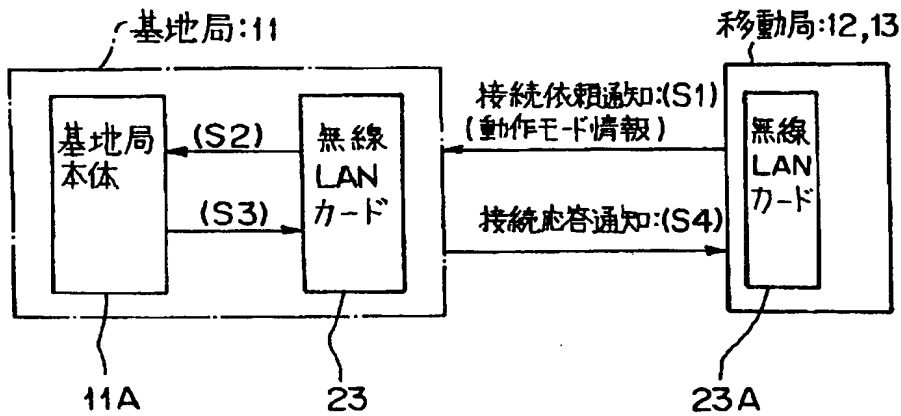 基地局:11
移動局:12,13
基地局
本体
(S2)
(S3)
無線
LAN
カード
接続依頼通知:(S1)
(動作モード情報)
接続応答通知:(S4)
無線
LAN
カード
11A
23
23A